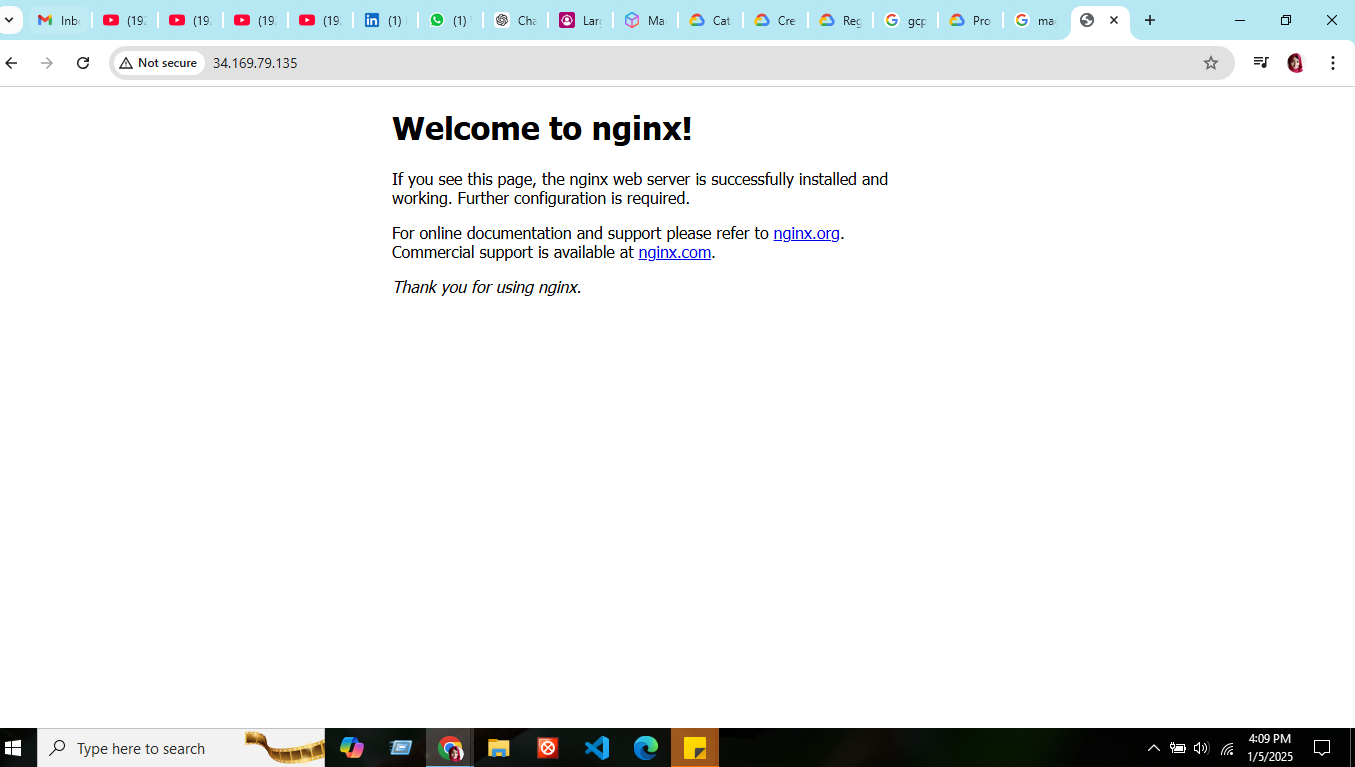 Inb
(19
(19
(19
(19
(1)
(1)
Cha
Larg
Mac
Cat
Cre
Reg
gcp
Pro
mac
Not secure
34.169.79.135
Welcome to nginx!
If you see this page, the nginx web server is successfully installed and
working. Further configuration is required.
For online documentation and support please refer to nginx.org.
Commercial support is available at nginx.com.
Thank you for using nginx.
Type here to search
4:09 PM
1/5/2025